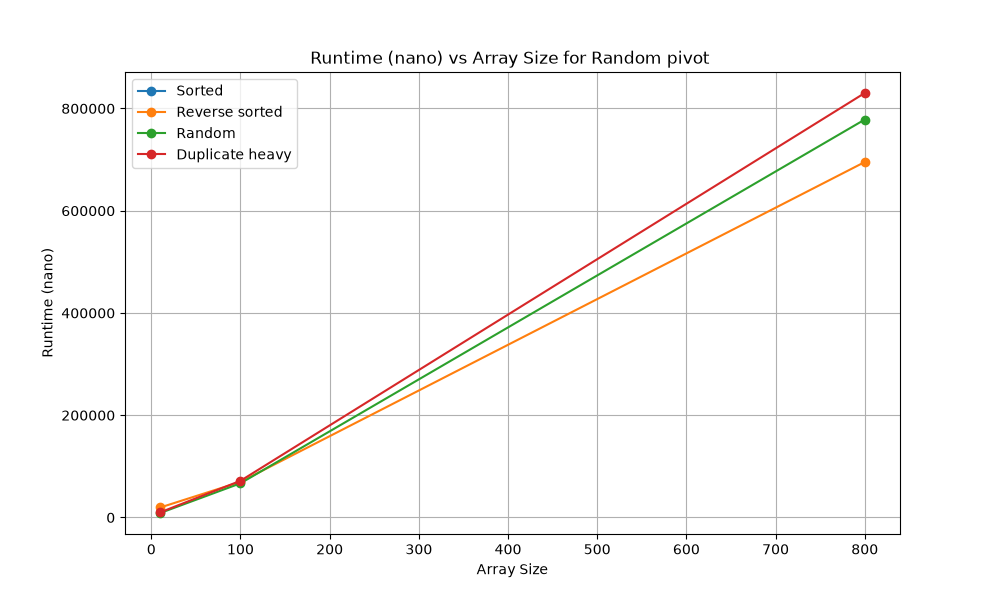 Runtime (nano) vs Array Size for Random pivot
Sorted
Reverse sorted
Random
Duplicate heavy
800000
600000
400000
200000
0
Runtime (nano)
0 100 200 300 400 500 600 700 800
Array Size